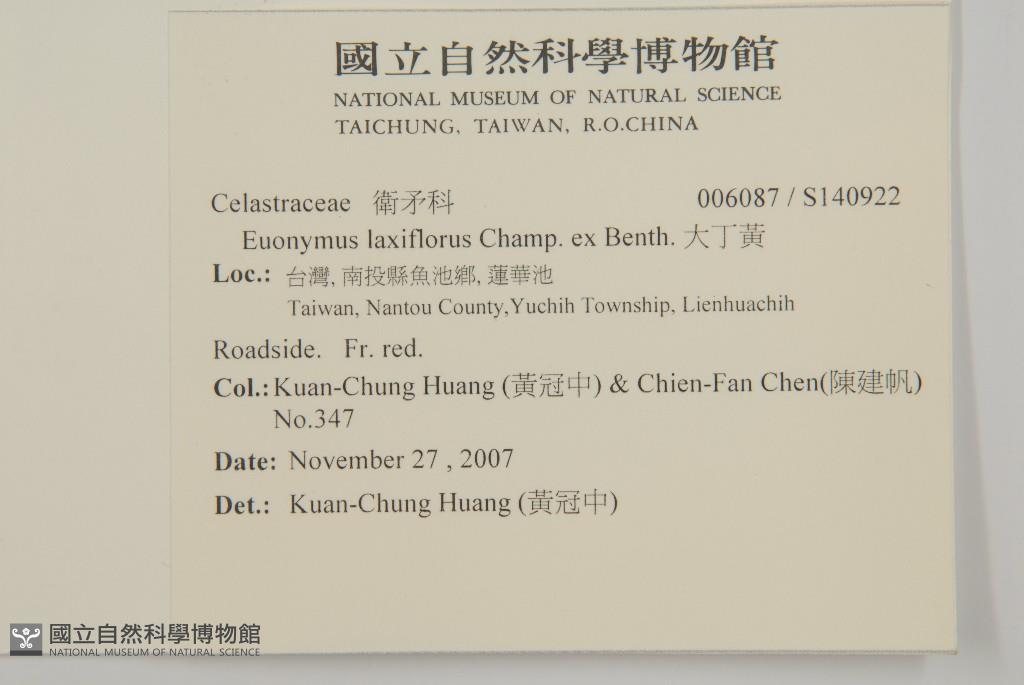 國立自然科學博物館
NATIONAL MUSEUM OF NATURAL SCIENCE
TAICHUNG, TAIWAN, R.O.CHINA
Celastraceae 衛矛科 006087 / S140922
Euonymus laxiflorus Champ. ex Benth. 大丁黃
Loc.: 台灣, 南投縣魚池鄉, 蓮華池
Taiwan, Nantou County,Yuchih Township, Lienhuachih
Roadside. Fr. red.
Col.: Kuan-Chung Huang (黃冠中) & Chien-Fan Chen(陳建帆)
No.347
Date: November 27 , 2007
Det.: Kuan-Chung Huang (黃冠中)
國立自然科學博物館
NATIONAL MUSEUM OF NATURAL SCIENCE